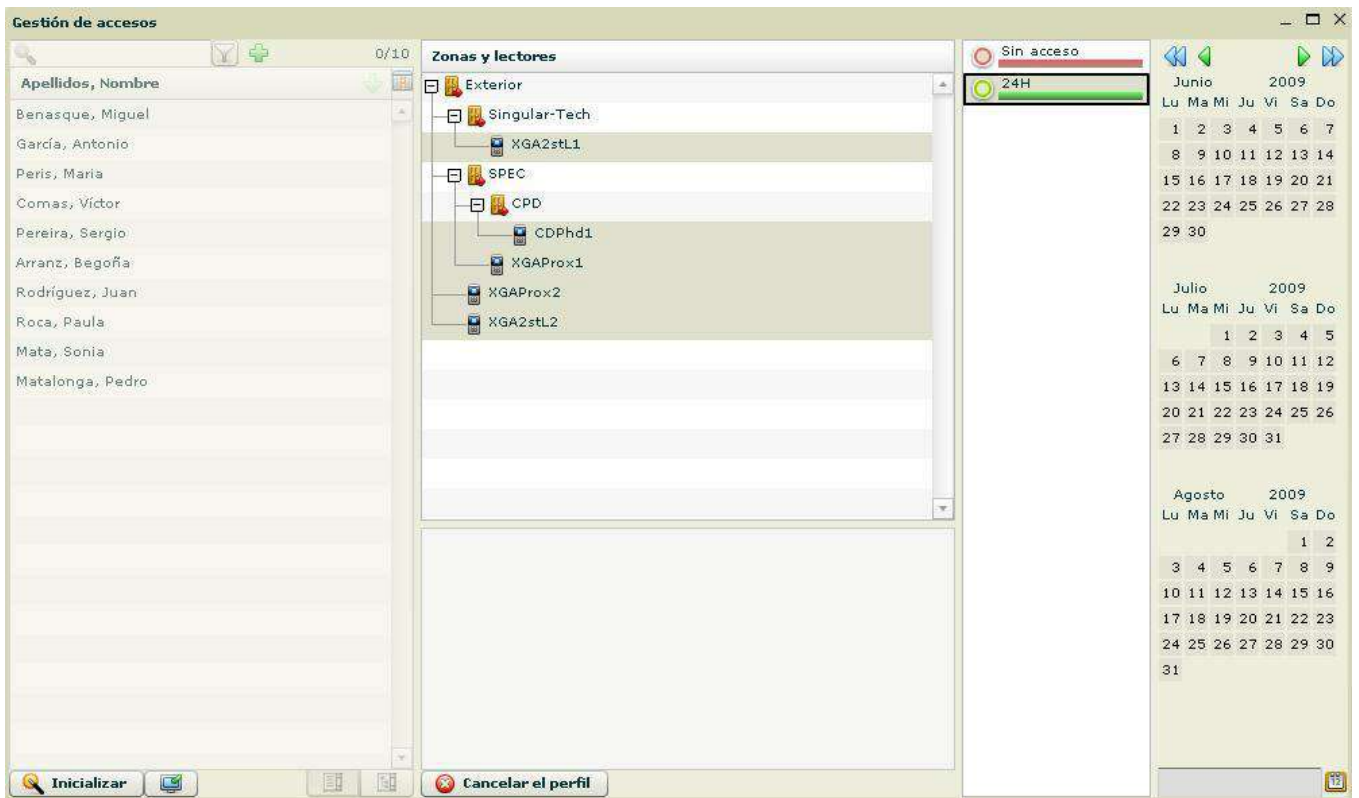 Gestión de accesos
0/10
Apellidos, Nombre
Benasque, Miguel
García, Antonio
Peris, Maria
Comas, Víctor
Pereira, Sergio
Arranz, Begoña
Rodríguez, Juan
Roca, Paula
Mata, Sonia
Matalonga, Pedro
Inicializar
Zonas y lectores
Exterior
Singular-Tech
XGA2stL1
SPEC
CPD
CDPhd1
XGAProx1
XGAProx2
XGA2stL2
Cancelar el perfil
Sin acceso
24H
Junio 2009
Lu Ma Mi Ju Vi Sa Do
1 2 3 4 5 6 7
8 9 10 11 12 13 14
15 16 17 18 19 20 21
22 23 24 25 26 27 28
29 30
Julio 2009
Lu Ma Mi Ju Vi Sa Do
1 2 3 4 5
6 7 8 9 10 11 12
13 14 15 16 17 18 19
20 21 22 23 24 25 26
27 28 29 30 31
Agosto 2009
Lu Ma Mi Ju Vi Sa Do
1 2
3 4 5 6 7 8 9
10 11 12 13 14 15 16
17 18 19 20 21 22 23
24 25 26 27 28 29 30
31
12